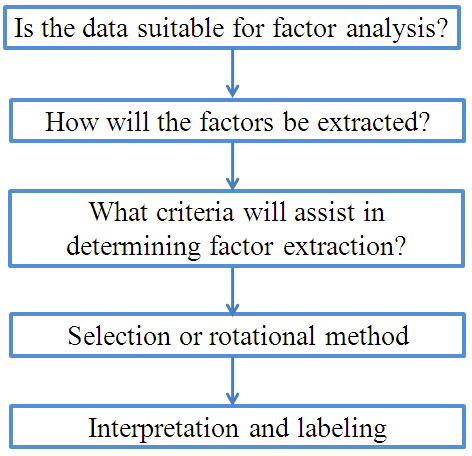 Is the data suitable for factor analysis?
How will the factors be extracted?
What criteria will assist in
determining factor extraction?
Selection or rotational method
Interpretation and labeling